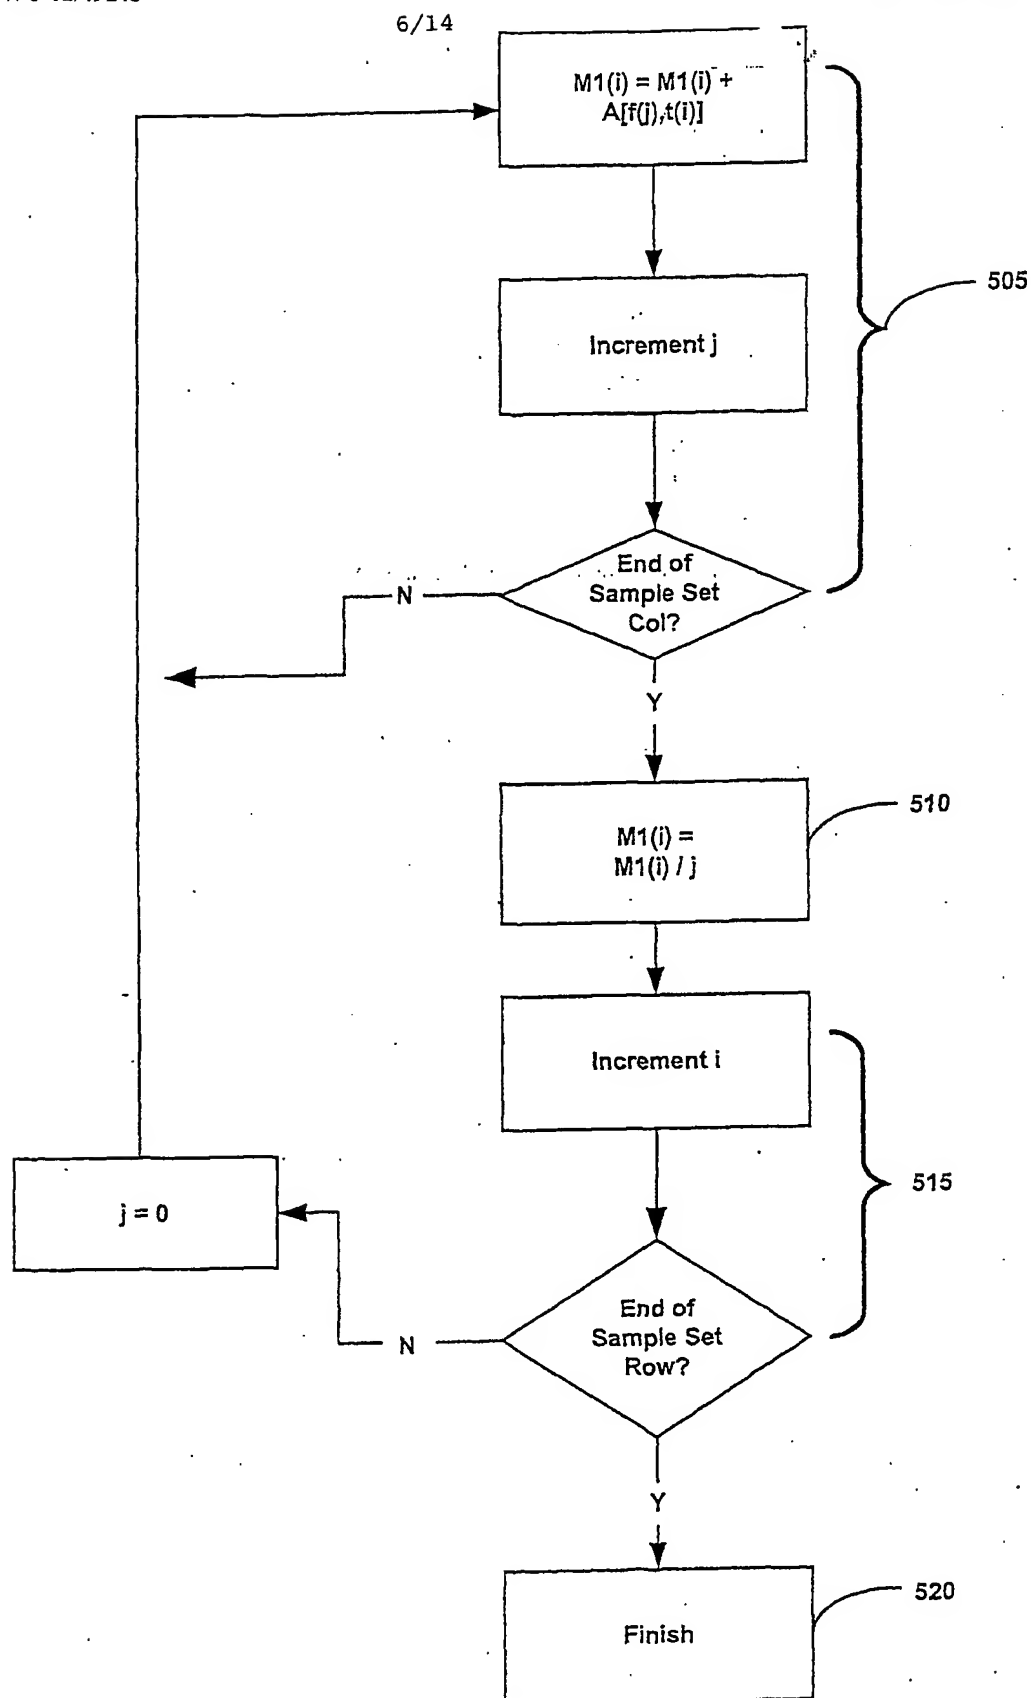 6/14
M1(i) = M1(i) +
A[f(j),t(i)]
505
Increment j
End of
Sample Set
Col?
N
Y
510
M1(i) =
M1(i) / j
Increment i
515
j = 0
End of
Sample Set
Row?
N
Y
520
Finish